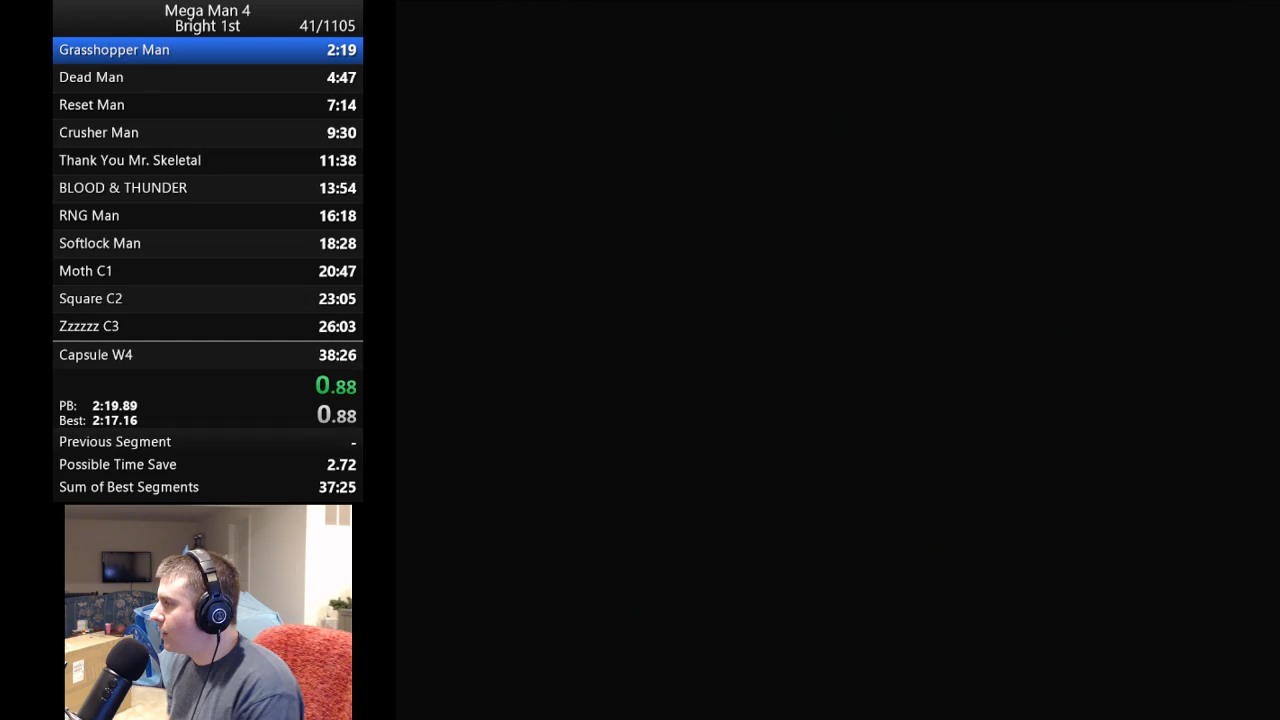 Mega Man 4
Bright 1st 41/1105
Grasshopper Man 2:19
Dead Man 4:47
Reset Man 7:14
Crusher Man 9:30
Thank You Mr. Skeletal 11:38
BLOOD & THUNDER 13:54
RNG Man 16:18
Softlock Man 18:28
Moth C1 20:47
Square C2 23:05
Zzzzzz C3 26:03
Capsule W4 38:26
0.88
PB: 2:19.89
Best: 2:17.16
0.88
Previous Segment -
Possible Time Save 2.72
Sum of Best Segments 37:25